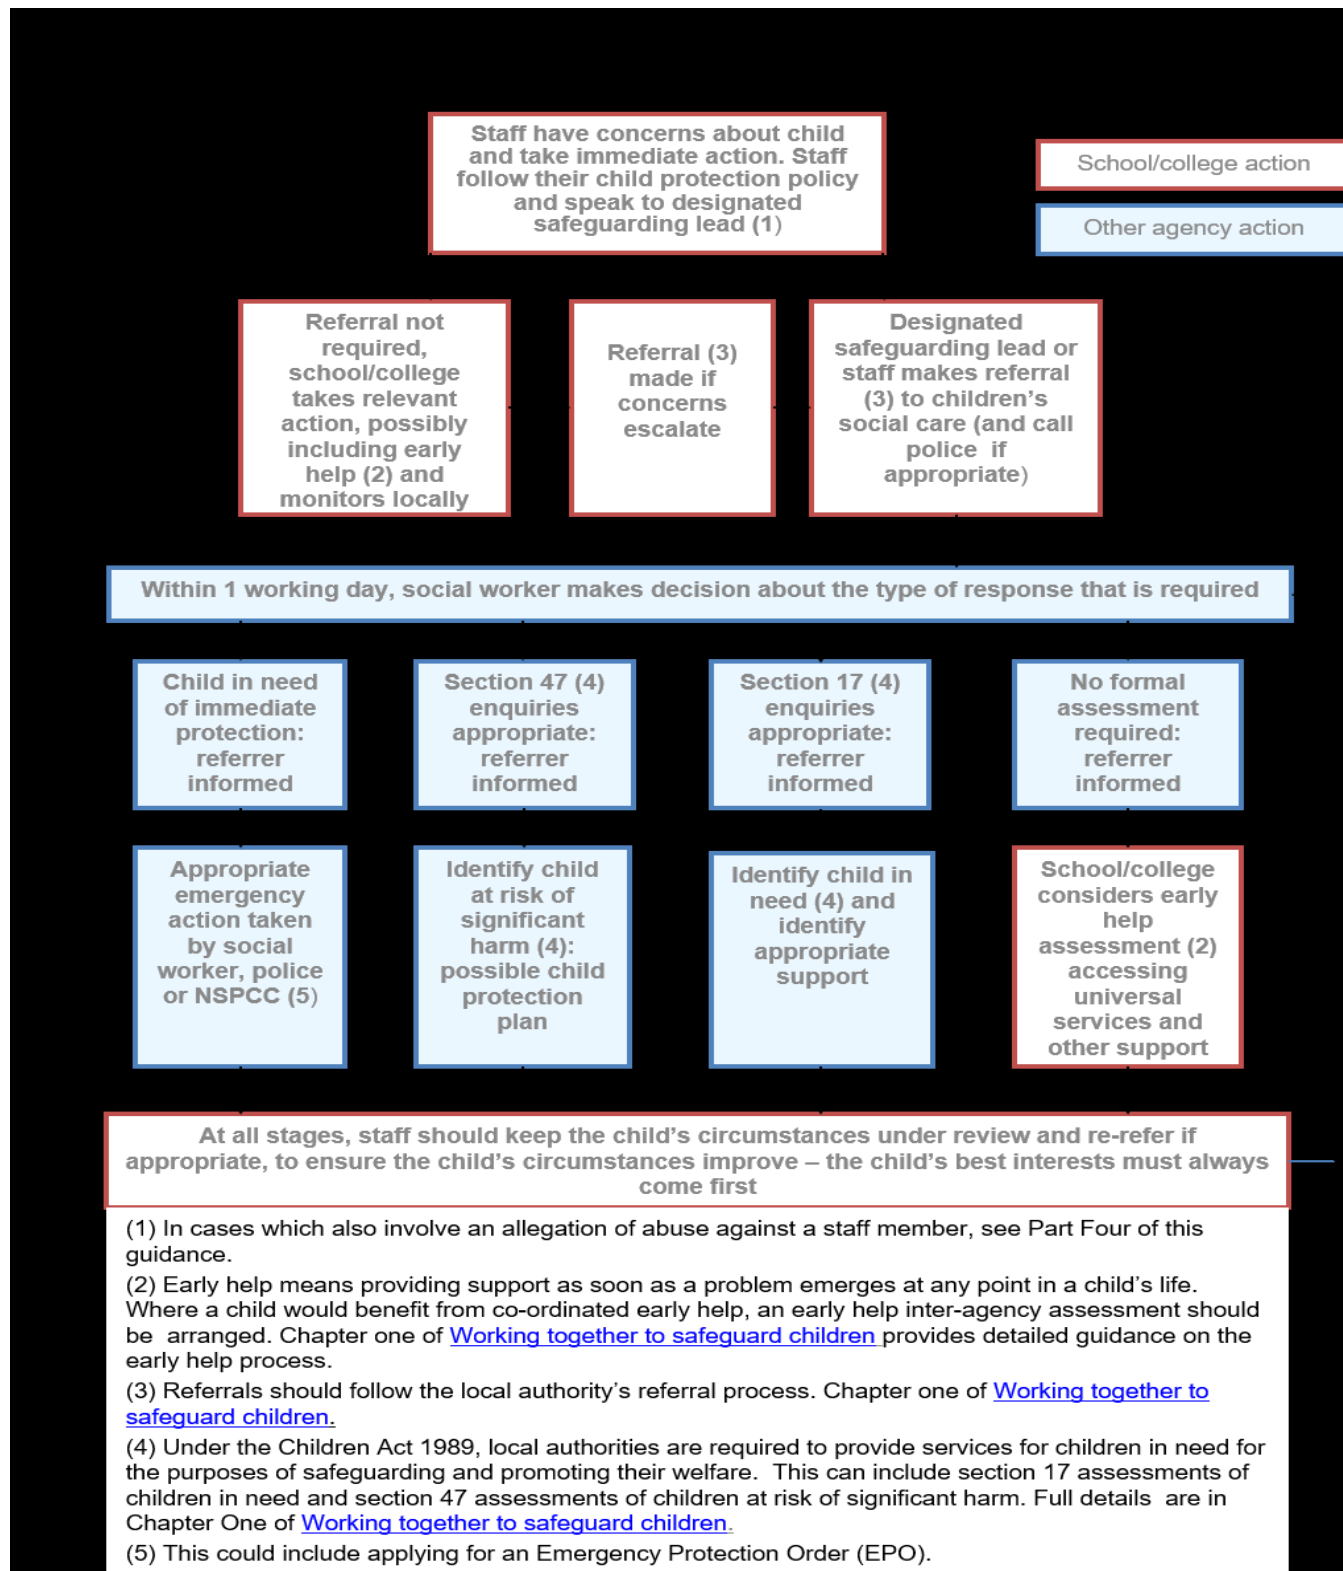 Staff have concerns about child
and take immediate action. Staff
follow their child protection policy
and speak to designated
safeguarding lead (1)
School/college action
Other agency action
Referral not
required,
school/college
takes relevant
action, possibly
including early
help (2) and
monitors locally
Referral (3)
made if
concerns
escalate
Designated
safeguarding lead or
staff makes referral
(3) to children’s
social care (and call
police if
appropriate)
Within 1 working day, social worker makes decision about the type of response that is required
Child in need
of immediate
protection:
referrer
informed
Section 47 (4)
enquiries
appropriate:
referrer
informed
Section 17 (4)
enquiries
appropriate:
referrer
informed
No formal
assessment
required:
referrer
informed
Appropriate
emergency
action taken
by social
worker, police
or NSPCC (5)
Identify child
at risk of
significant
harm (4):
possible child
protection
plan
Identify child in
need (4) and
identify
appropriate
support
School/college
considers early
help
assessment (2)
accessing
universal
services and
other support
At all stages, staff should keep the child’s circumstances under review and re-refer if
appropriate, to ensure the child’s circumstances improve – the child’s best interests must always
come first
(1) In cases which also involve an allegation of abuse against a staff member, see Part Four of this
guidance.
(2) Early help means providing support as soon as a problem emerges at any point in a child’s life.
Where a child would benefit from co-ordinated early help, an early help inter-agency assessment should
be arranged. Chapter one of Working together to safeguard children provides detailed guidance on the
early help process.
(3) Referrals should follow the local authority’s referral process. Chapter one of Working together to
safeguard children.
(4) Under the Children Act 1989, local authorities are required to provide services for children in need for
the purposes of safeguarding and promoting their welfare. This can include section 17 assessments of
children in need and section 47 assessments of children at risk of significant harm. Full details are in
Chapter One of Working together to safeguard children.
(5) This could include applying for an Emergency Protection Order (EPO).